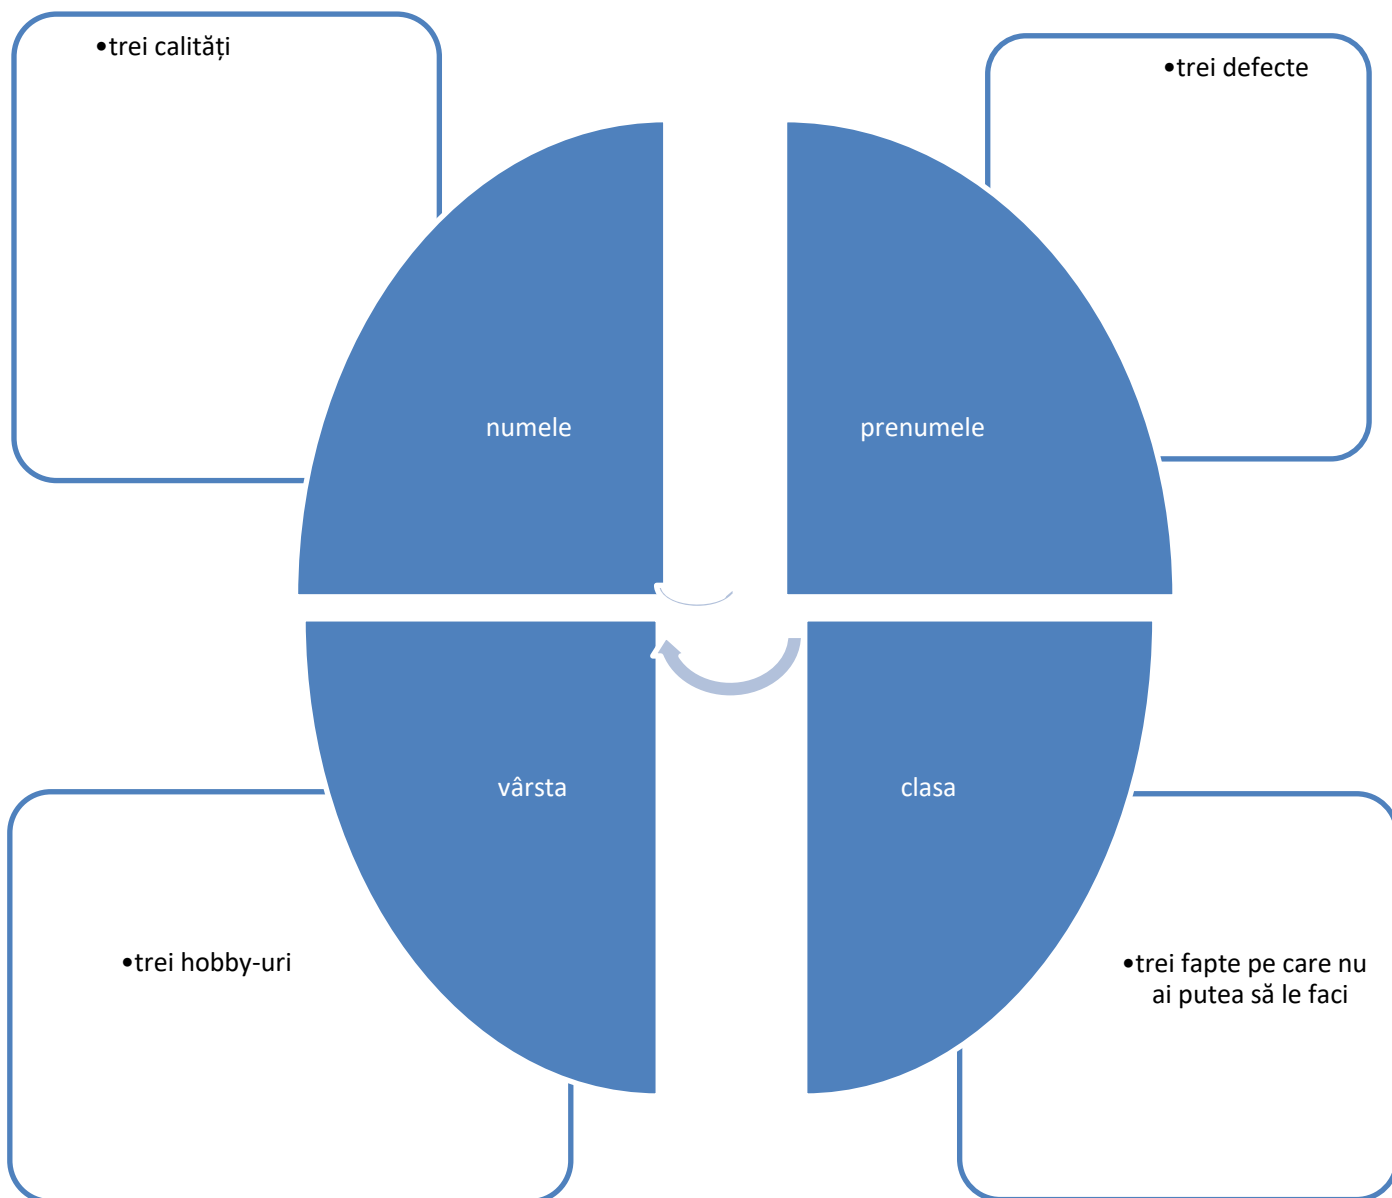 •trei calități
•trei defecte
numele
prenumele
vârsta
clasa
•trei hobby-uri
•trei fapte pe care nu
ai putea să le faci